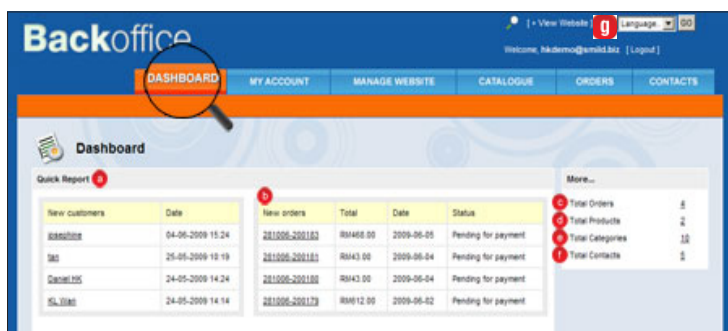 Backoffice
[ + View Website ] g Language. GO
Welcome, hkdemo@smild.biz [ Logout ]
DASHBOARD MY ACCOUNT MANAGE WEBSITE CATALOGUE ORDERS CONTACTS
Dashboard
Quick Report a
More...
b
New customers Date
New orders Total Date Status
c Total Orders 4
d Total Products 2
e Total Categories 10
f Total Contacts 5
josephine 04-06-2009 15:24
281006-200183 RM468.00 2009-06-05 Pending for payment
tan 25-05-2009 10:19
281006-200181 RM43.00 2009-06-04 Pending for payment
Daniel HK 24-05-2009 14:24
281006-200180 RM43.00 2009-06-04 Pending for payment
KL Wan 24-05-2009 14:14
281006-200179 RM612.00 2009-06-02 Pending for payment